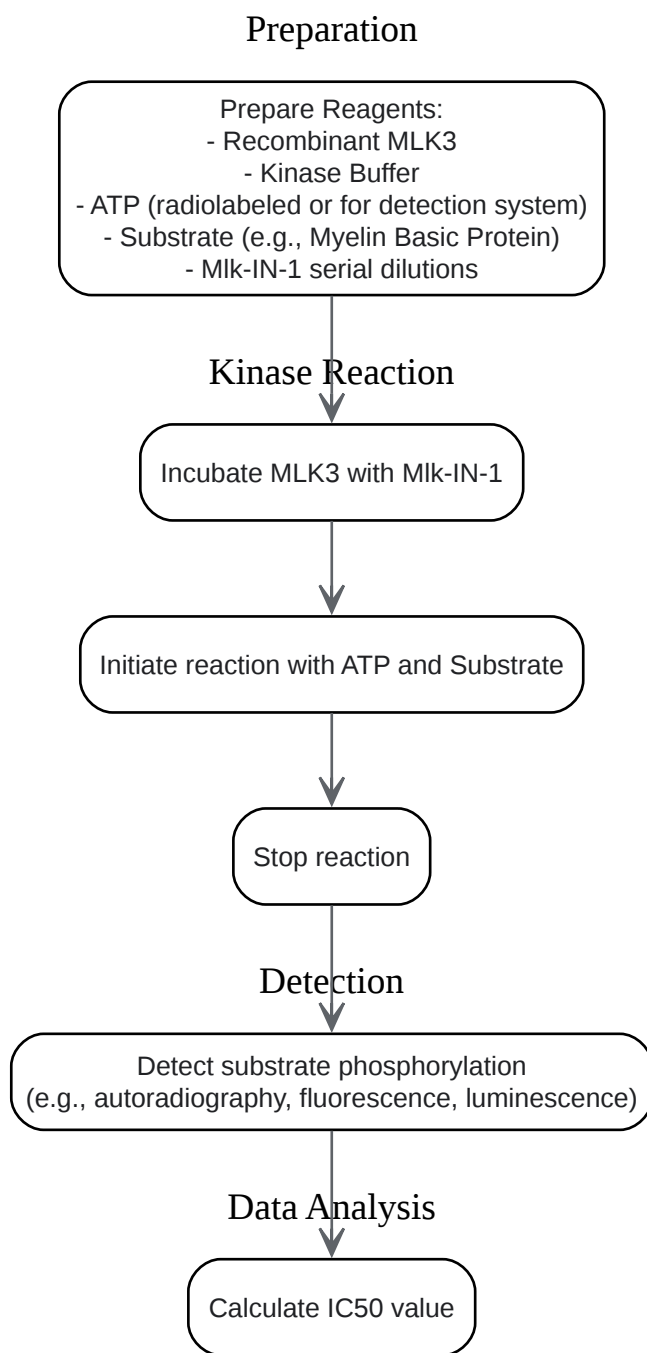 Preparation
Prepare Reagents:
- Recombinant MLK3
- Kinase Buffer
- ATP (radiolabeled or for detection system)
- Substrate (e.g., Myelin Basic Protein)
- Mlk-IN-1 serial dilutions
Kinase Reaction
Incubate MLK3 with Mlk-IN-1
Initiate reaction with ATP and Substrate
Stop reaction
Detection
Detect substrate phosphorylation
(e.g., autoradiography, fluorescence, luminescence)
Data Analysis
Calculate IC50 value